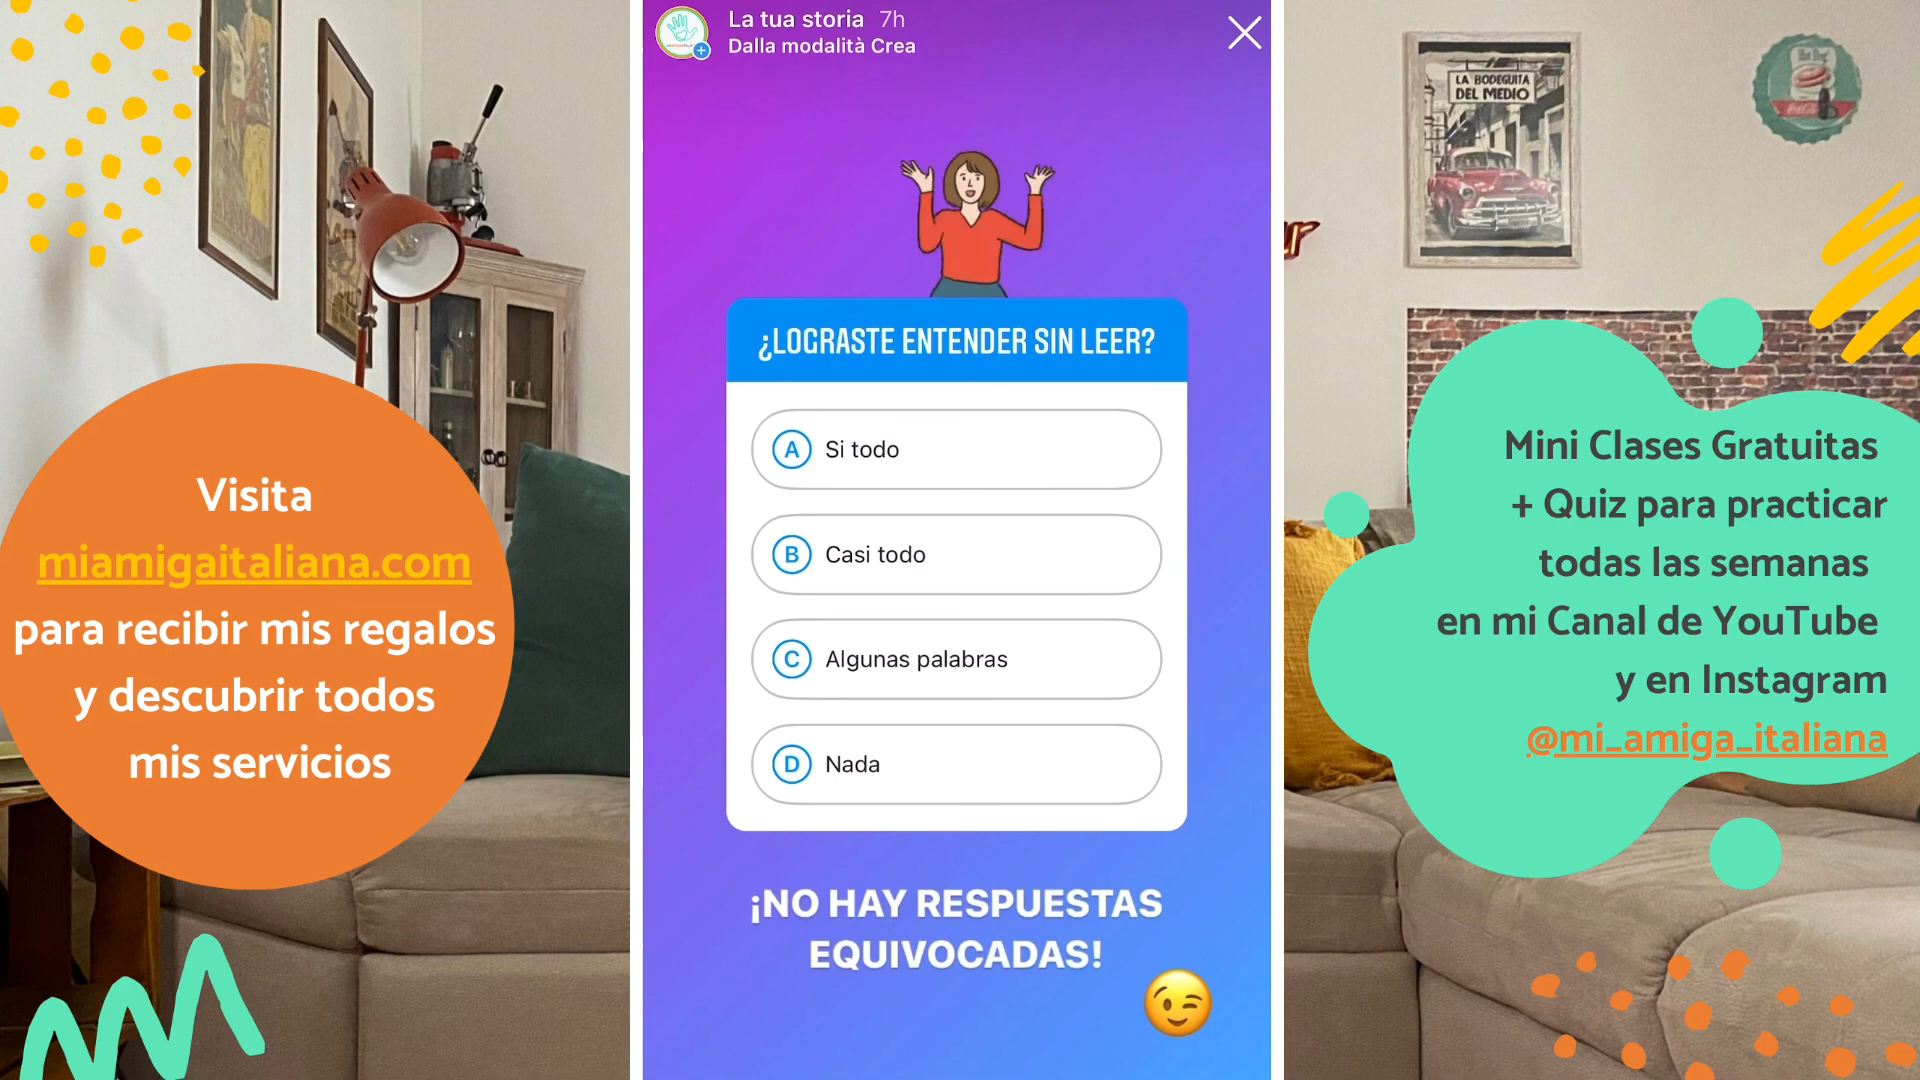 Visita
miamigaitaliana.com
para recibir mis regalos
y descubrir todos
mis servicios
La tua storia 7h
Dalla modalità Crea
¿LOGRASTE ENTENDER SIN LEER?
A Si todo
B Casi todo
C Algunas palabras
D Nada
¡NO HAY RESPUESTAS
EQUIVOCADAS!
LA BODEGUITA
DEL MEDIO
Mini Clases Gratuitas
+ Quiz para practicar
todas las semanas
en mi Canal de YouTube
y en Instagram
@mi_amiga_italiana